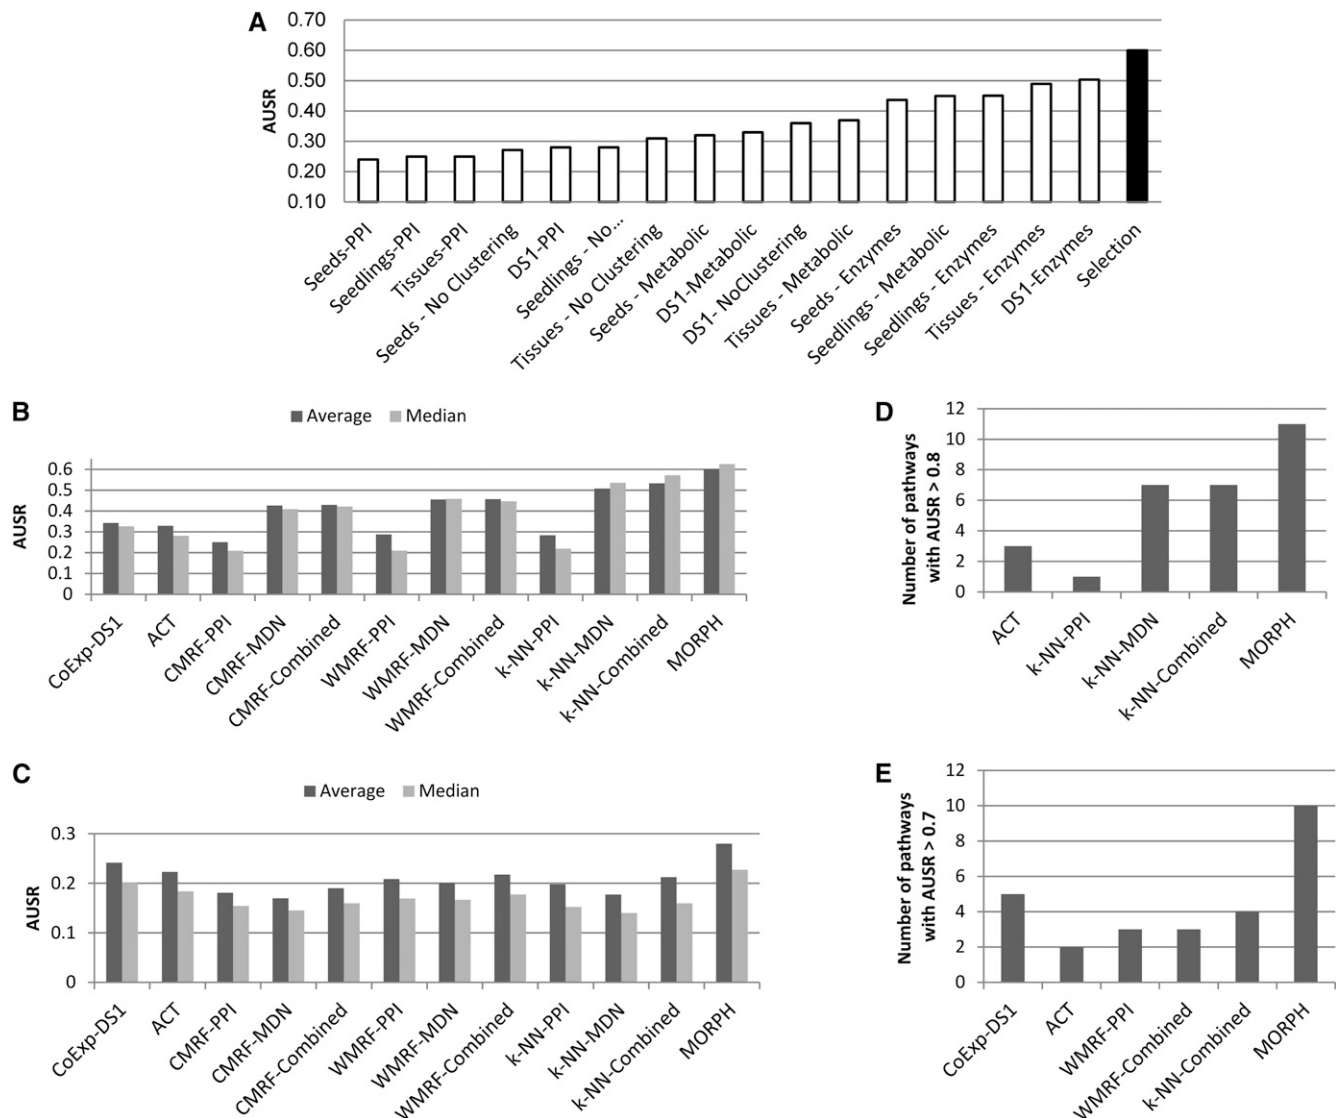 A
0.70
0.60
0.50
0.40
0.30
0.20
0.10
AUSR
Seeds-PPI
Seedlings-PPI
Tissues-PPI
Seeds - No Clustering
DS1-PPI
Seedlings - No...
Tissues - No Clustering
Seeds - Metabolic
DS1-Metabolic
DS1- NoClustering
Tissues - Metabolic
Seeds - Enzymes
Seedlings - Metabolic
Seedlings - Enzymes
Tissues - Enzymes
DS1-Enzymes
Selection
B
Average Median
0.6
0.5
0.4
0.3
0.2
0.1
0
AUSR
CoExp-DS1
ACT
CMRF-PPI
CMRF-MDN
CMRF-Combined
WMRF-PPI
WMRF-MDN
WMRF-Combined
k-NN-PPI
k-NN-MDN
k-NN-Combined
MORPH
D
12
10
8
6
4
2
0
Number of pathways
with AUSR > 0.8
ACT
k-NN-PPI
k-NN-MDN
k-NN-Combined
MORPH
C
Average Median
0.3
0.2
0.1
0
AUSR
CoExp-DS1
ACT
CMRF-PPI
CMRF-MDN
CMRF-Combined
WMRF-PPI
WMRF-MDN
WMRF-Combined
k-NN-PPI
k-NN-MDN
k-NN-Combined
MORPH
E
12
10
8
6
4
2
0
Number of pathways
with AUSR > 0.7
CoExp-DS1
ACT
WMRF-PPI
WMRF-Combined
k-NN-Combined
MORPH